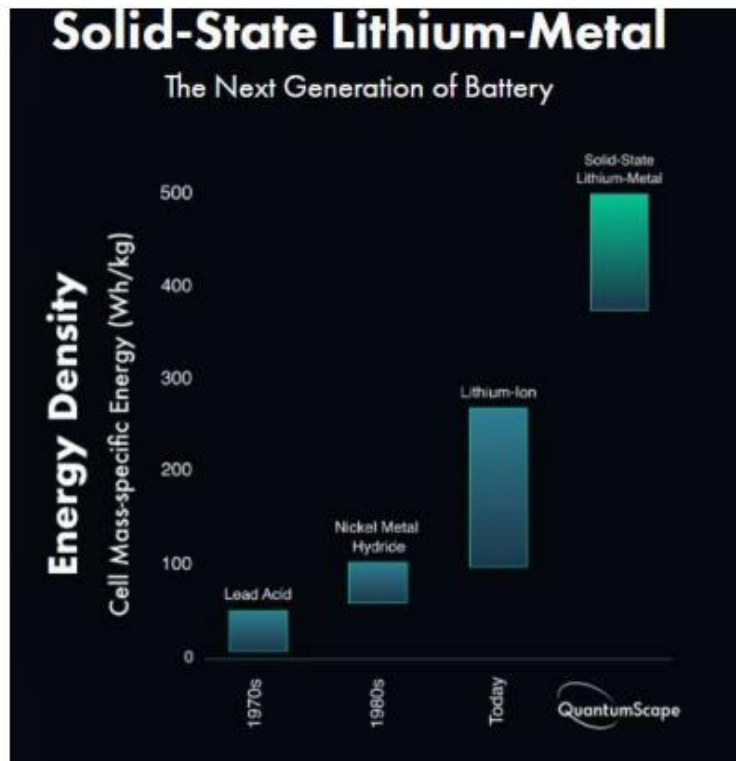 Solid-State Lithium-Metal
The Next Generation of Battery
Energy Density
Cell Mass-specific Energy (Wh/kg)
500
400
300
200
100
0
Lead Acid
Nickel Metal
Hydride
Lithium-Ion
Solid-State
Lithium-Metal
1970s
1980s
Today
QuantumScape